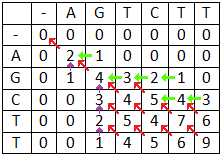 - A G T C T T
- 0 0 0 0 0 0 0
A 0 2 1 0 0 0 0
G 0 1 4 3 2 1 0
C 0 0 3 4 5 4 3
T 0 0 2 5 4 7 6
T 0 0 1 4 5 6 9